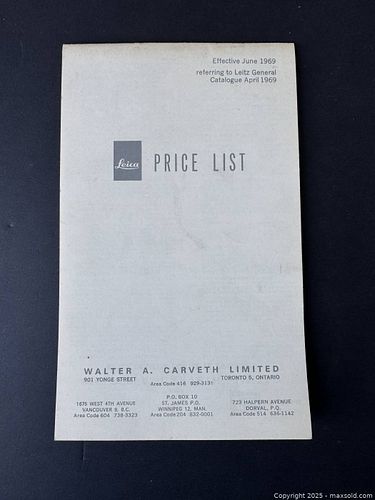 Effective June 1969
referring to Leitz General
Catalogue April 1969
Leica PRICE LIST
WALTER A. CARVETH LIMITED
901 YONGE STREET TORONTO 5, ONTARIO
Area Code 416 929-3131
P.O. BOX 10
1675 WEST 4TH AVENUE ST. JAMES P.O. 723 HALPERN AVENUE
VANCOUVER 9, B.C. WINNIPEG 12, MAN. DORVAL, P.Q.
Area Code 604 738-3323 Area Code 204 832-0001 Area Code 514 636-1142
Copyright © 2025 - maxsold.com